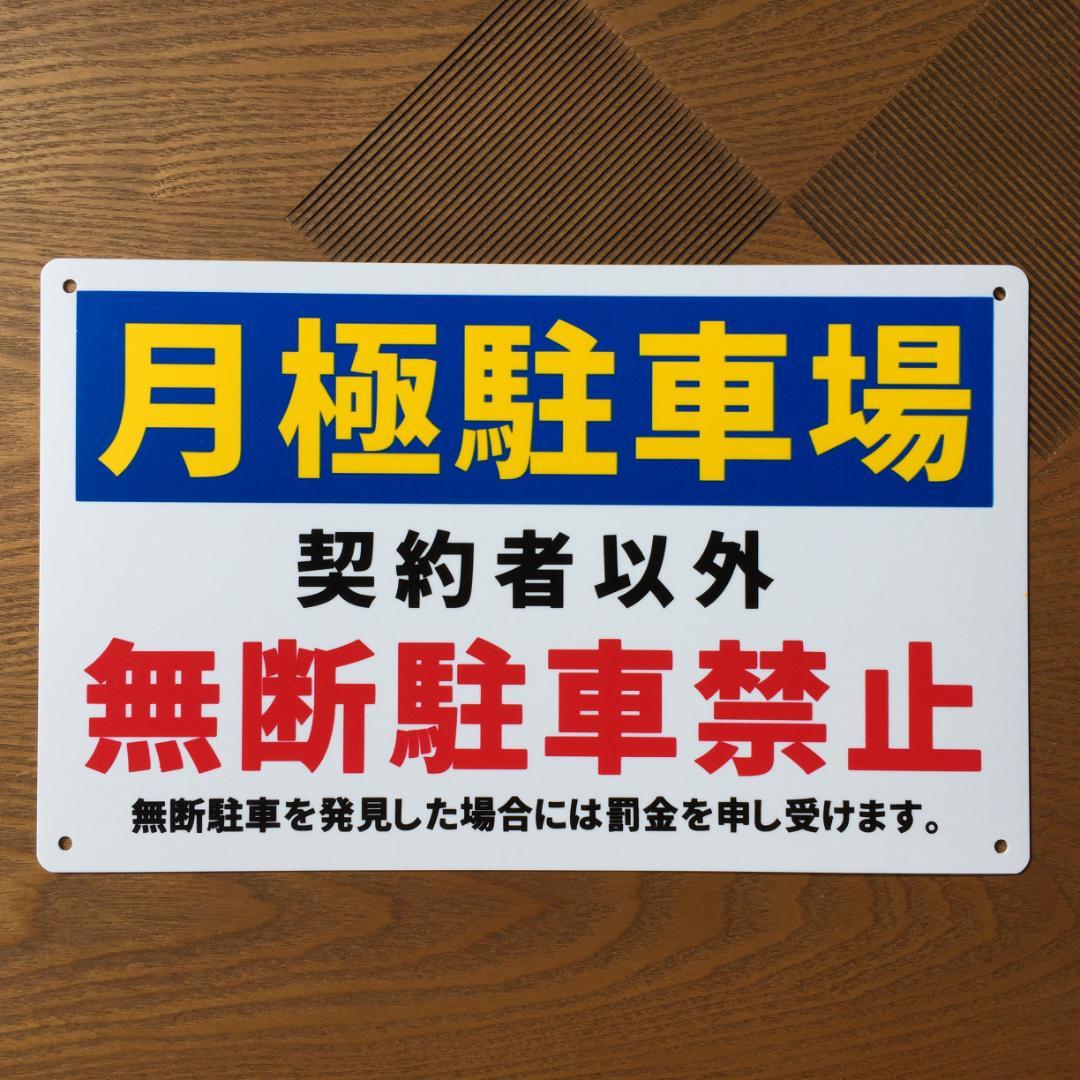 月極駐車場
契約者以外
無断駐車禁止
無断駐車を発見した場合には罰金を申し受けます。